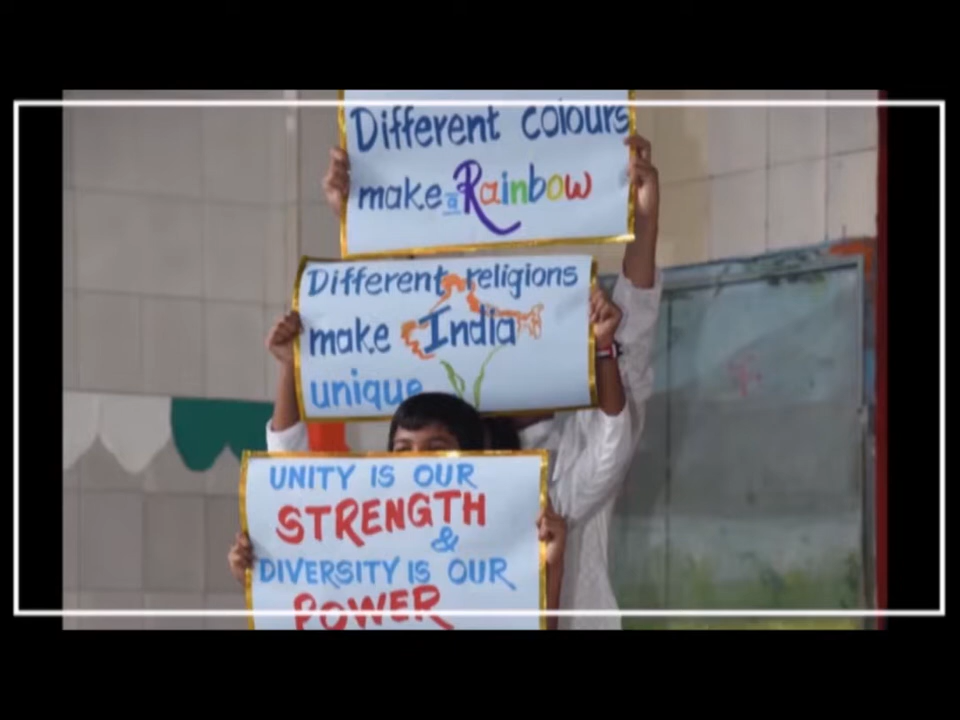 Different colours
make a Rainbow
Different religions
make India
unique
UNITY IS OUR
STRENGTH
&
DIVERSITY IS OUR
POWER